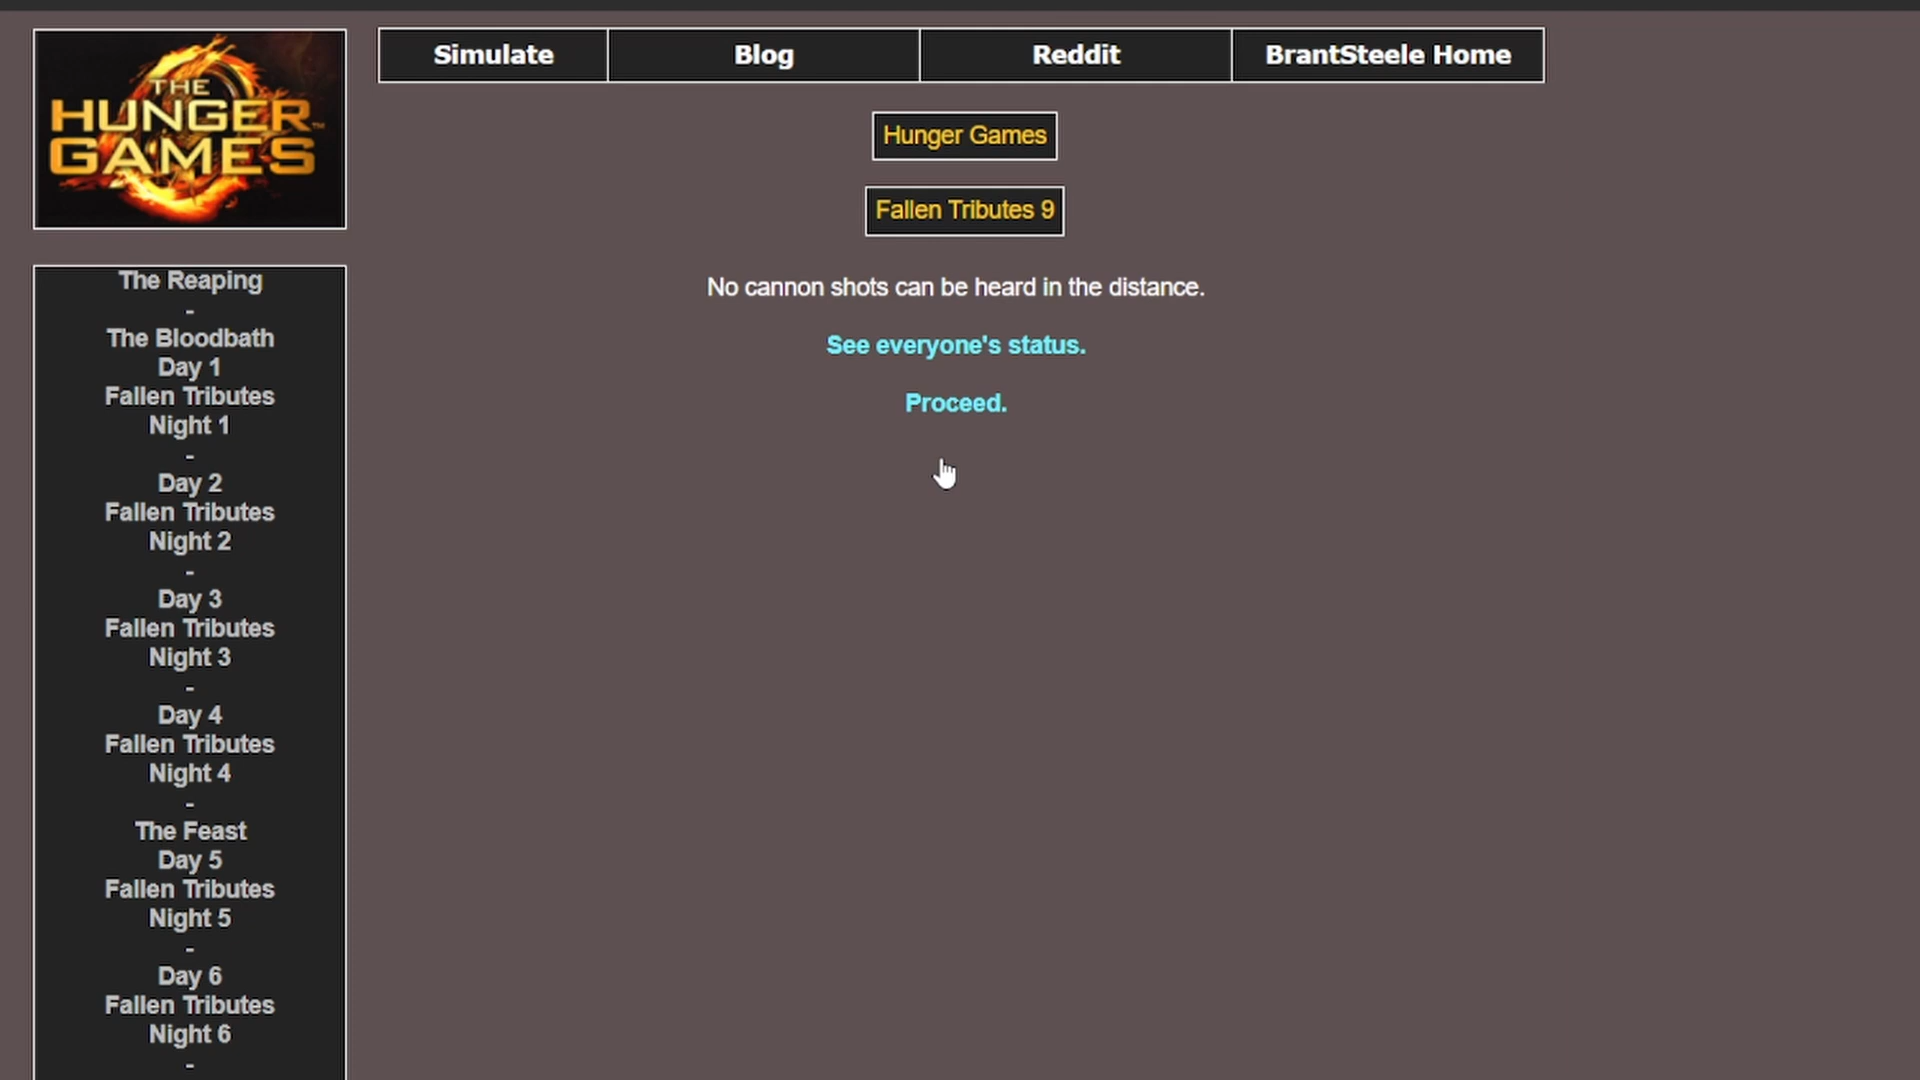 THE
HUNGER
GAMES™
Simulate
Blog
Reddit
BrantSteele Home
Hunger Games
Fallen Tributes 9
No cannon shots can be heard in the distance.
See everyone's status.
Proceed.
The Reaping
-
The Bloodbath
Day 1
Fallen Tributes
Night 1
-
Day 2
Fallen Tributes
Night 2
-
Day 3
Fallen Tributes
Night 3
-
Day 4
Fallen Tributes
Night 4
-
The Feast
Day 5
Fallen Tributes
Night 5
-
Day 6
Fallen Tributes
Night 6
-